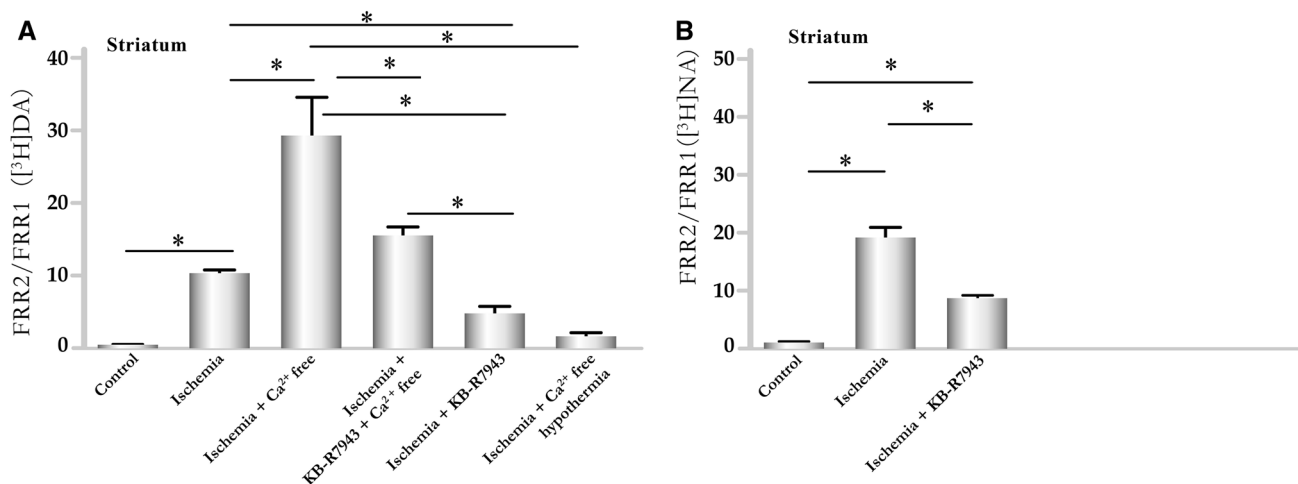 A
Striatum
FRR2/FRR1 ([³H]DA)
40
30
20
10
0
*
*
*
*
*
*
*
Control
Ischemia
Ischemia + Ca²⁺ free
Ischemia +
KB-R7943 + Ca²⁺ free
Ischemia + KB-R7943
Ischemia + Ca²⁺ free
hypothermia
B
Striatum
FRR2/FRR1([³H]NA)
50
40
30
20
10
0
*
*
*
Control
Ischemia
Ischemia + KB-R7943